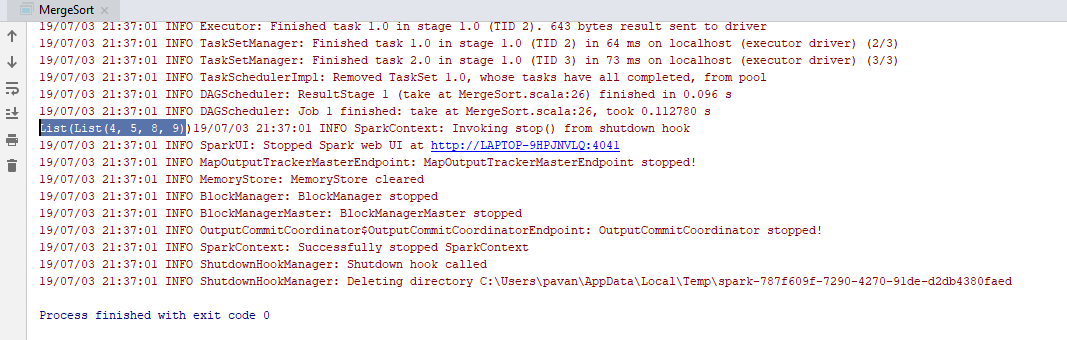 MergeSort
19/07/03 21:37:01 INFO Executor: Finished task 1.0 in stage 1.0 (TID 2). 643 bytes result sent to driver
19/07/03 21:37:01 INFO TaskSetManager: Finished task 1.0 in stage 1.0 (TID 2) in 64 ms on localhost (executor driver) (2/3)
19/07/03 21:37:01 INFO TaskSetManager: Finished task 2.0 in stage 1.0 (TID 3) in 73 ms on localhost (executor driver) (3/3)
19/07/03 21:37:01 INFO TaskSchedulerImpl: Removed TaskSet 1.0, whose tasks have all completed, from pool
19/07/03 21:37:01 INFO DAGScheduler: ResultStage 1 (take at MergeSort.scala:26) finished in 0.096 s
19/07/03 21:37:01 INFO DAGScheduler: Job 1 finished: take at MergeSort.scala:26, took 0.112780 s
List(List(4, 5, 8, 9))19/07/03 21:37:01 INFO SparkContext: Invoking stop() from shutdown hook
19/07/03 21:37:01 INFO SparkUI: Stopped Spark web UI at http://LAPTOP-9HPJNVLQ:4041
19/07/03 21:37:01 INFO MapOutputTrackerMasterEndpoint: MapOutputTrackerMasterEndpoint stopped!
19/07/03 21:37:01 INFO MemoryStore: MemoryStore cleared
19/07/03 21:37:01 INFO BlockManager: BlockManager stopped
19/07/03 21:37:01 INFO BlockManagerMaster: BlockManagerMaster stopped
19/07/03 21:37:01 INFO OutputCommitCoordinator$OutputCommitCoordinatorEndpoint: OutputCommitCoordinator stopped!
19/07/03 21:37:01 INFO SparkContext: Successfully stopped SparkContext
19/07/03 21:37:01 INFO ShutdownHookManager: Shutdown hook called
19/07/03 21:37:01 INFO ShutdownHookManager: Deleting directory C:\Users\pavan\AppData\Local\Temp\spark-787f609f-7290-4270-91de-d2db4380faed
Process finished with exit code 0